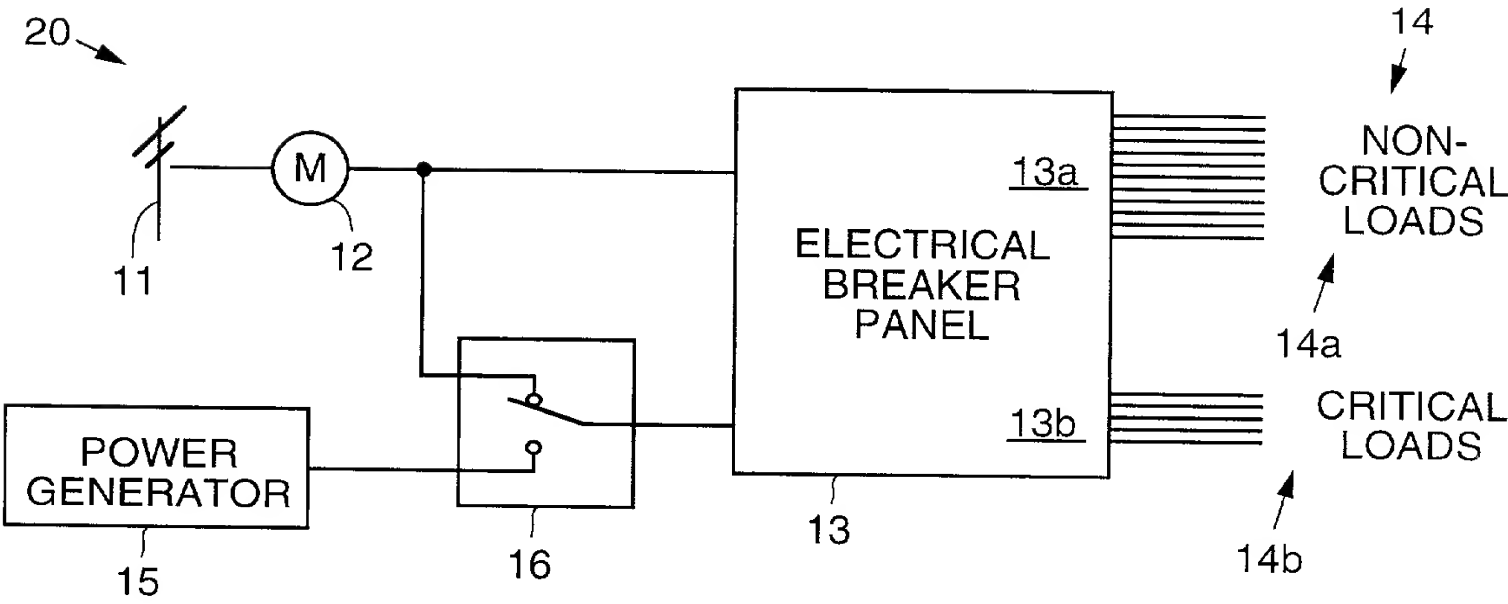 20
14
M
11
12
13a
ELECTRICAL
BREAKER
PANEL
13b
13
NON-
CRITICAL
LOADS
14a
CRITICAL
LOADS
14b
POWER
GENERATOR
15
16